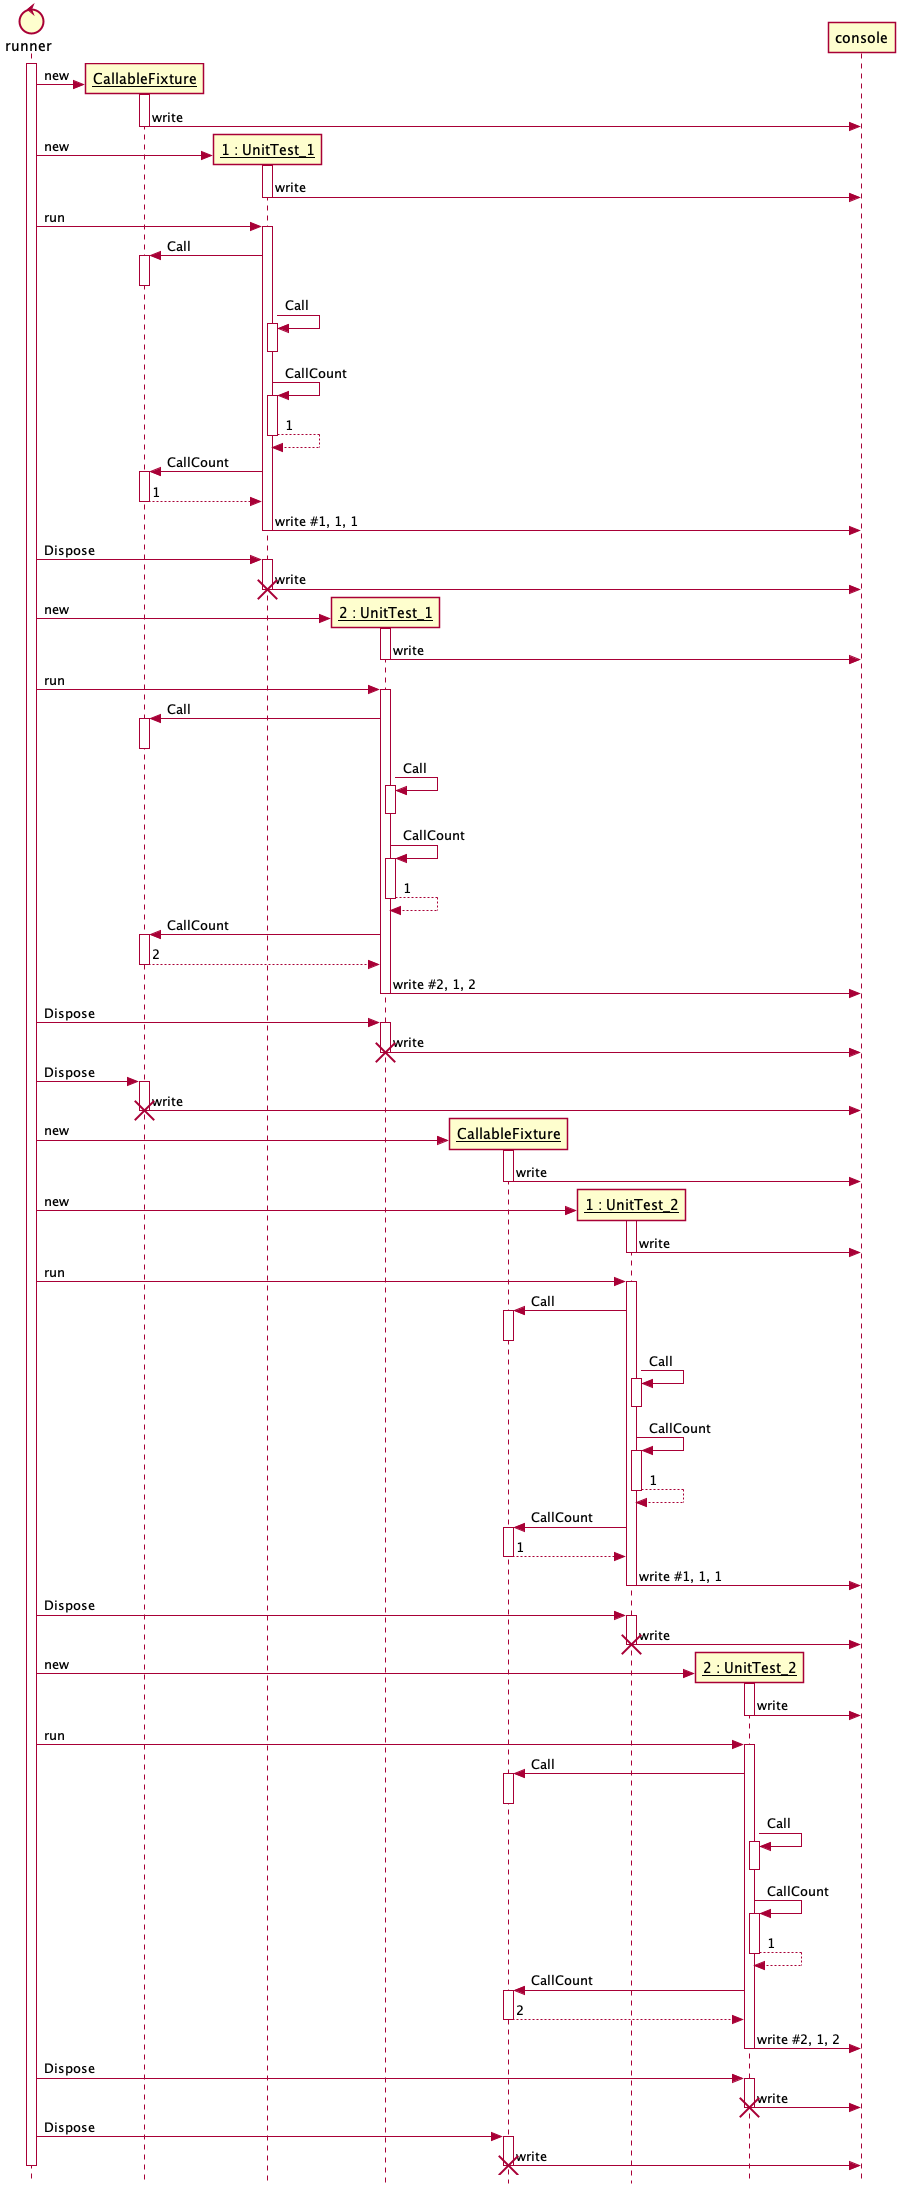 runner
console
new
CallableFixture
write
new
1 : UnitTest_1
write
run
Call
Call
CallCount
1
CallCount
1
write #1, 1, 1
Dispose
write
new
2 : UnitTest_1
write
run
Call
Call
CallCount
1
CallCount
2
write #2, 1, 2
Dispose
write
Dispose
write
new
CallableFixture
write
new
1 : UnitTest_2
write
run
Call
Call
CallCount
1
CallCount
1
write #1, 1, 1
Dispose
write
new
2 : UnitTest_2
write
run
Call
Call
CallCount
1
CallCount
2
write #2, 1, 2
Dispose
write
Dispose
write